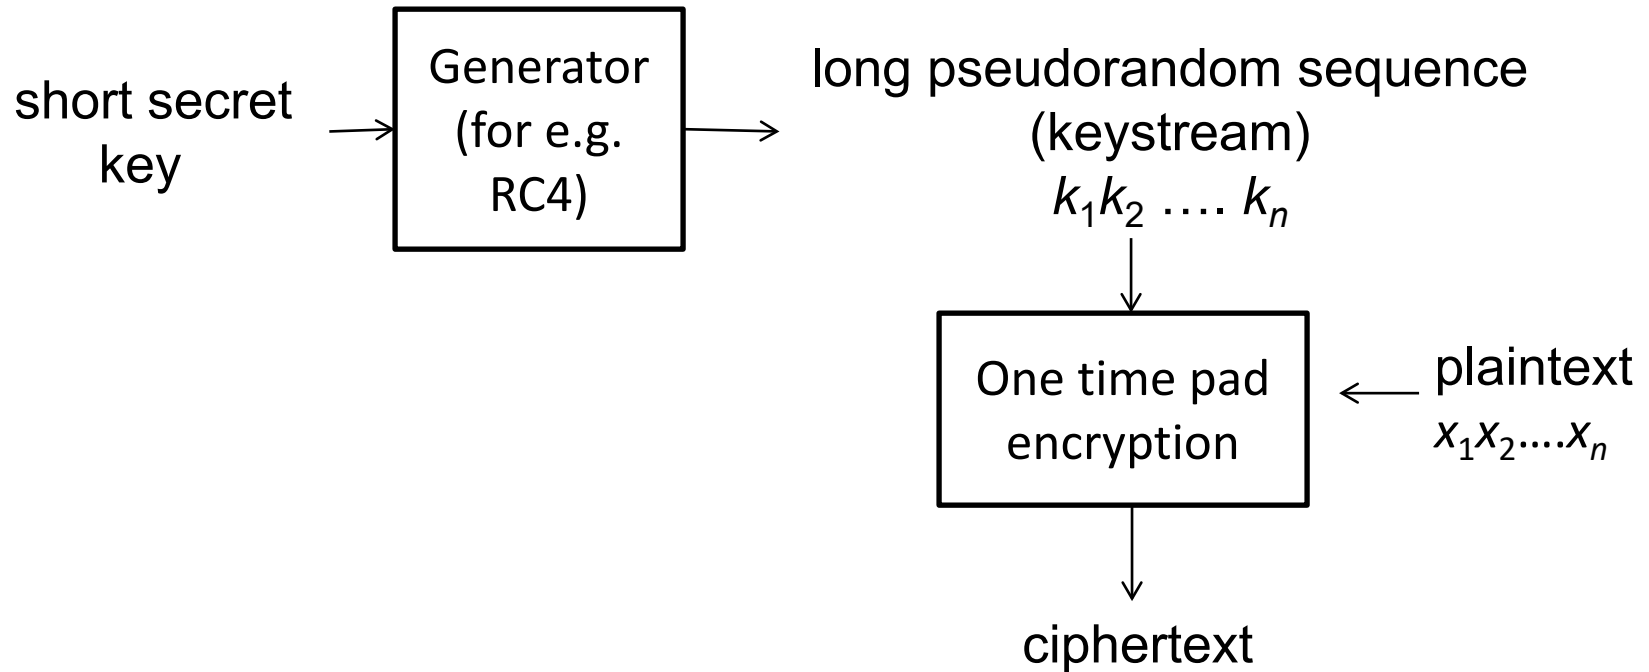 short secret
key
Generator
(for e.g.
RC4)
long pseudorandom sequence
(keystream)
k₁k₂ .... kₙ
One time pad
encryption
plaintext
x₁x₂....xₙ
ciphertext